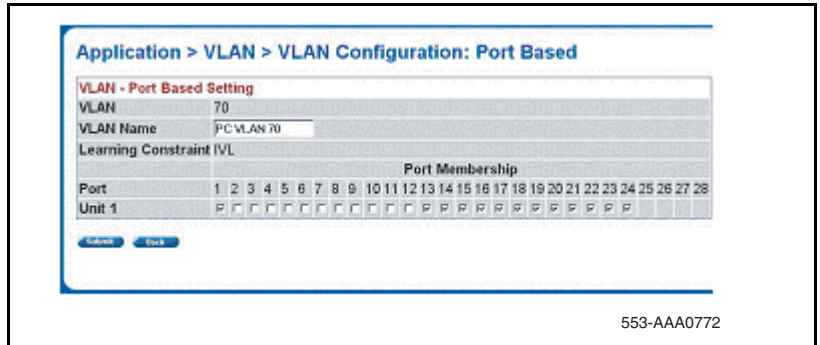 Application > VLAN > VLAN Configuration: Port Based
VLAN - Port Based Setting
VLAN 70
VLAN Name PC VLAN 70
Learning Constraint IVL
Port Membership
Port 1 2 3 4 5 6 7 8 9 10 11 12 13 14 15 16 17 18 19 20 21 22 23 24 25 26 27 28
Unit 1
Submit Back
553-AAA0772